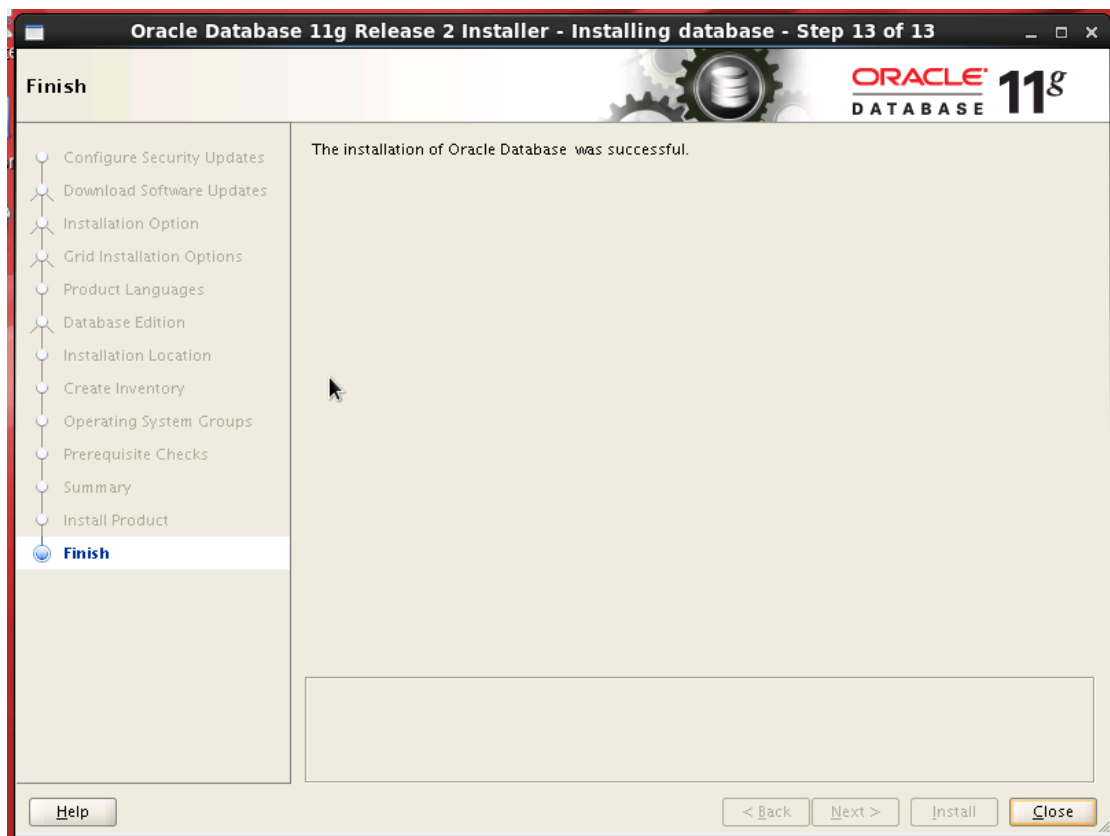 Oracle Database 11g Release 2 Installer - Installing database - Step 13 of 13
Finish
ORACLE
DATABASE
11g
Configure Security Updates
Download Software Updates
Installation Option
Grid Installation Options
Product Languages
Database Edition
Installation Location
Create Inventory
Operating System Groups
Prerequisite Checks
Summary
Install Product
Finish
The installation of Oracle Database was successful.
Help
< Back
Next >
Install
Close